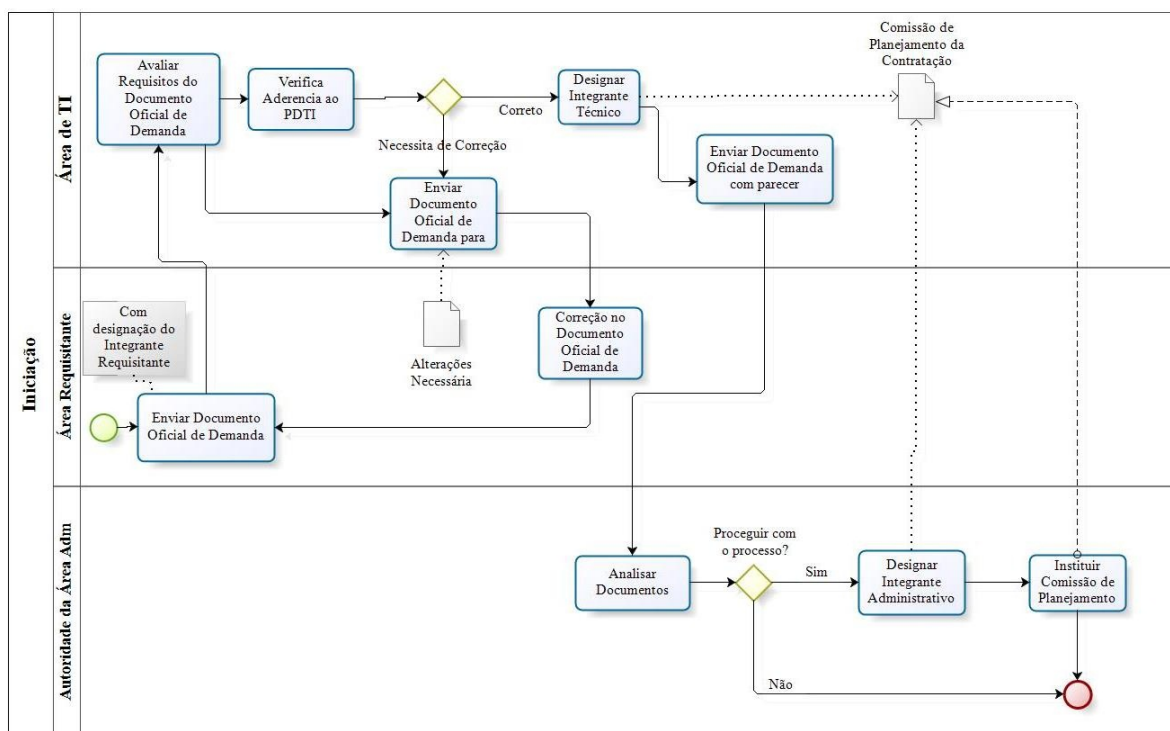 Iniciação
Área de TI
Avaliar
Requisitos do
Documento
Oficial de
Demanda
Verifica
Aderencia ao
PDTI
Correto
Necessita de Correção
Designar
Integrante
Técnico
Comissão de
Planejamento da
Contratação
Enviar
Documento
Oficial de
Demanda para
Enviar Documento
Oficial de Demanda
com parecer
Área Requisitante
Com
designação do
Integrante
Requisitante
Enviar Documento
Oficial de Demanda
Alterações
Necessária
Correção no
Documento
Oficial de
Demanda
Autoridade da Área Adm
Analisar
Documentos
Proceguir com
o processo?
Sim
Não
Designar
Integrante
Administrativo
Instituir
Comissão de
Planejamento